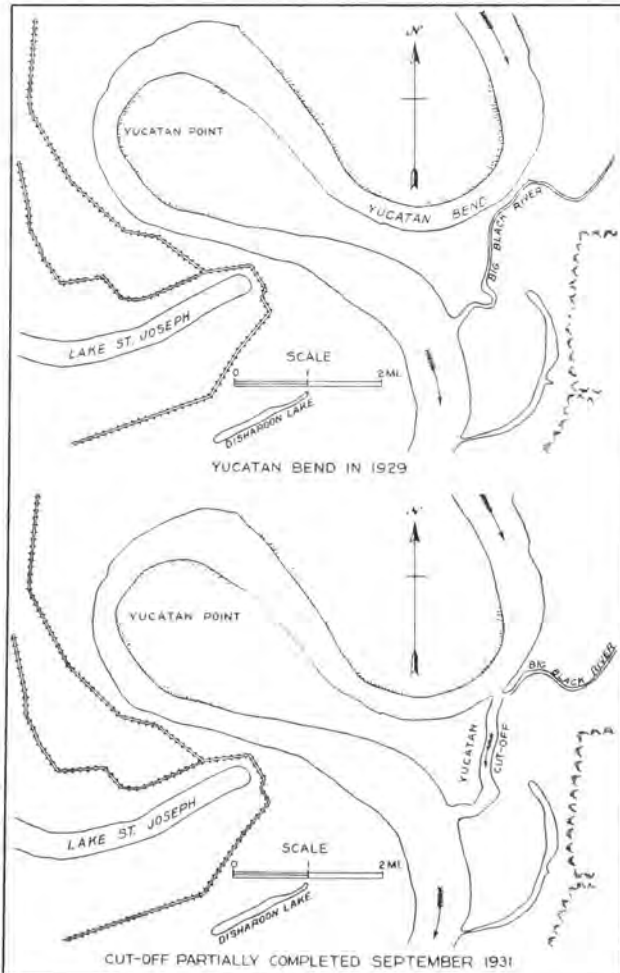 N
YUCATAN POINT
YUCATAN BEND
BIG BLACK RIVER
LAKE ST. JOSEPH
SCALE
0 2 MI.
DISHAROON LAKE
YUCATAN BEND IN 1929
N
YUCATAN POINT
BIG BLACK RIVER
YUCATAN
CUT-OFF
LAKE ST. JOSEPH
SCALE
0 2 MI.
DISHAROON LAKE
CUT-OFF PARTIALLY COMPLETED SEPTEMBER 1931